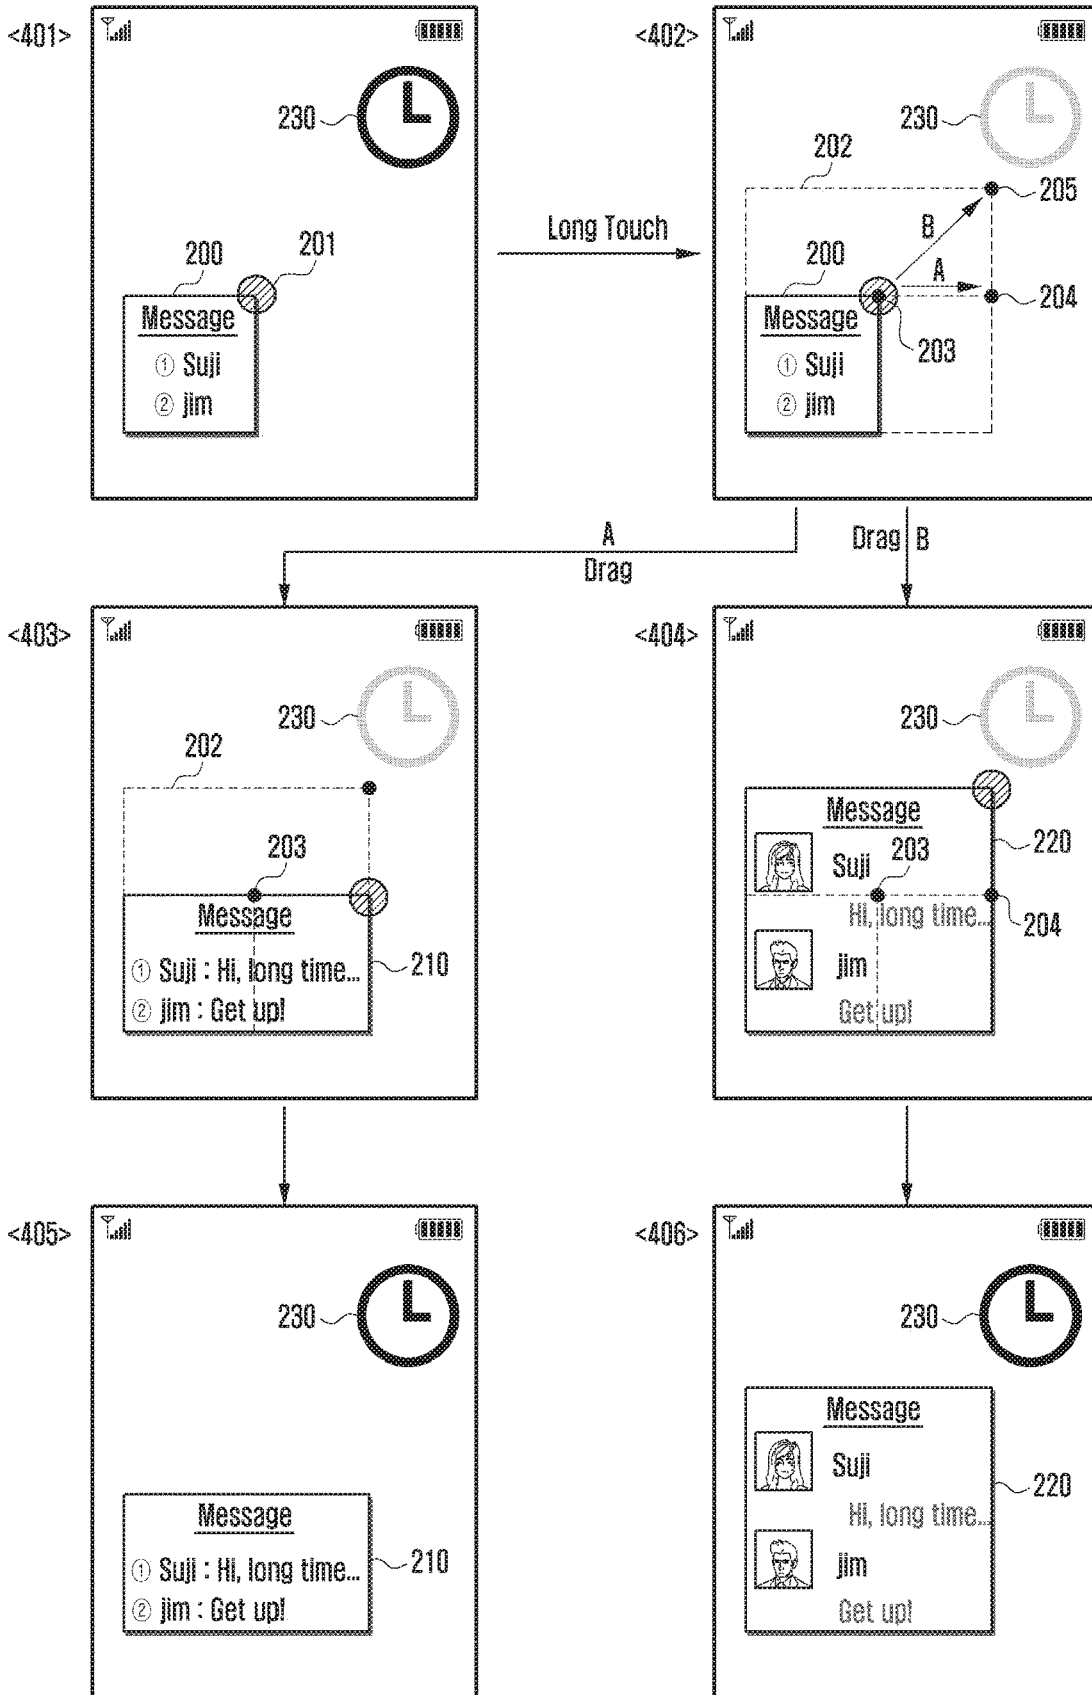 <401>
230
200
201
Message
① Suji
② jim
Long Touch
<402>
230
202
205
B
200
A
204
Message
203
① Suji
② jim
A
Drag
Drag B
<403>
230
202
203
Message
① Suji : Hi, long time...
210
② jim : Get up!
<404>
230
Message
220
Suji
203
Hi, long time...
204
jim
Get up!
<405>
230
Message
① Suji : Hi, long time...
210
② jim : Get up!
<406>
230
Message
Suji
220
Hi, long time...
jim
Get up!